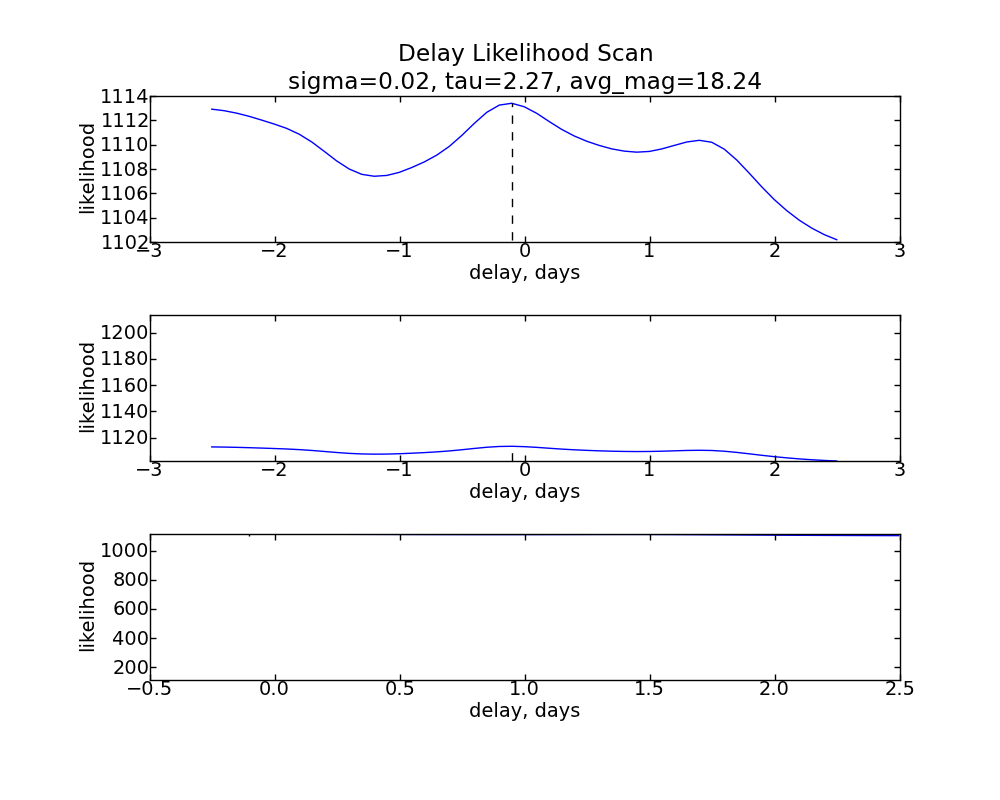 Delay Likelihood Scan
sigma=0.02, tau=2.27, avg_mag=18.24
likelihood
1114
1112
1110
1108
1106
1104
1102
−3 −2 −1 0 1 2 3
delay, days
likelihood
1200
1180
1160
1140
1120
−3 −2 −1 0 1 2 3
delay, days
likelihood
1000
800
600
400
200
−0.5 0.0 0.5 1.0 1.5 2.0 2.5
delay, days